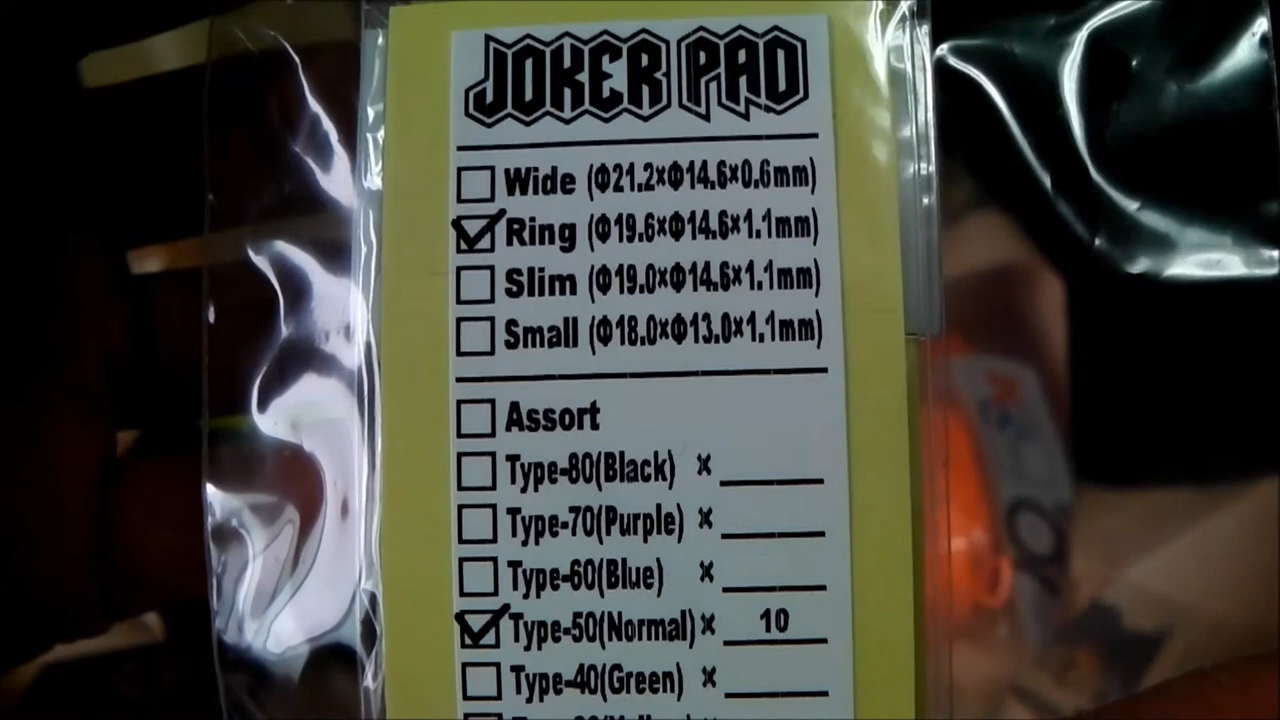 JOKER PAD
Wide (Φ21.2×Φ14.6×0.6mm)
Ring (Φ19.6×Φ14.6×1.1mm)
Slim (Φ19.0×Φ14.6×1.1mm)
Small (Φ18.0×Φ13.0×1.1mm)
Assort
Type-80(Black) ×
Type-70(Purple) ×
Type-60(Blue) ×
Type-50(Normal) × 10
Type-40(Green) ×